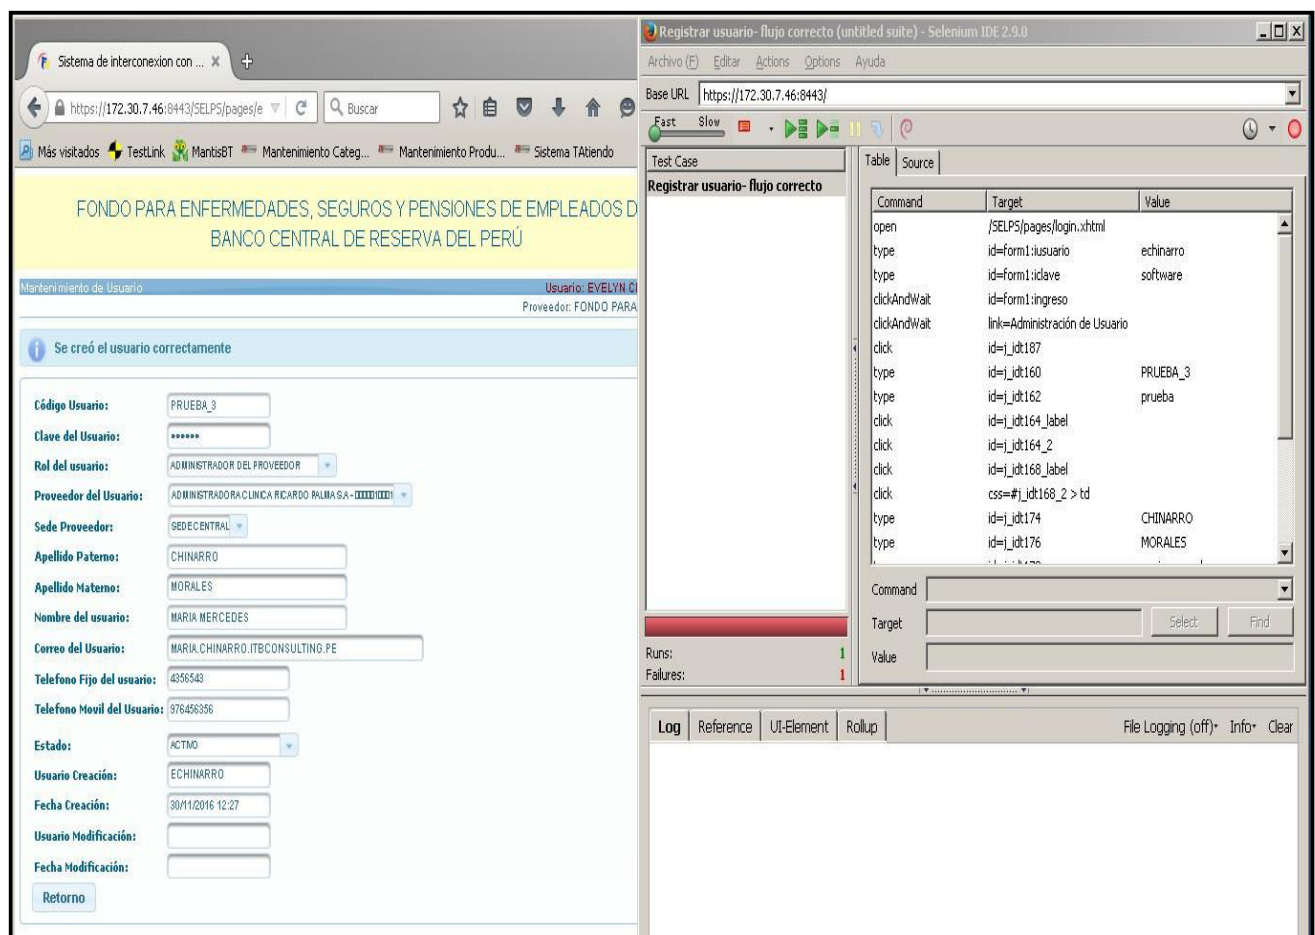 Sistema de interconexion con ...
https://172.30.7.46:8443/SELPS/pages/e
Buscar
Más visitados TestLink MantisBT Mantenimiento Categ... Mantenimiento Produ... Sistema TAtiendo
FONDO PARA ENFERMEDADES, SEGUROS Y PENSIONES DE EMPLEADOS D
BANCO CENTRAL DE RESERVA DEL PERÚ
Mantenimiento de Usuario
Usuario: EVELYN C
Proveedor: FONDO PARA
Se creó el usuario correctamente
Código Usuario: PRUEBA_3
Clave del Usuario: ••••••
Rol del usuario: ADMINISTRADOR DEL PROVEEDOR
Proveedor del Usuario: ADMINISTRADORA CLINICA RICARDO PALMA S.A -
Sede Proveedor: SEDE CENTRAL
Apellido Paterno: CHINARRO
Apellido Materno: MORALES
Nombre del usuario: MARIA MERCEDES
Correo del Usuario: MARIA.CHINARRO.ITBCONSULTING.PE
Telefono Fijo del usuario: 4356543
Telefono Movil del Usuario: 976456356
Estado: ACTIVO
Usuario Creación: ECHINARRO
Fecha Creación: 30/11/2016 12:27
Usuario Modificación:
Fecha Modificación:
Retorno
Registrar usuario- flujo correcto (untitled suite) - Selenium IDE 2.9.0
Archivo (F) Editar Actions Options Ayuda
Base URL https://172.30.7.46:8443/
Fast Slow
Test Case
Registrar usuario- flujo correcto
Runs: 1
Failures: 1
Table Source
Command Target Value
open /SELPS/pages/login.xhtml
type id=form1:iusuario echinarro
type id=form1:iclave software
clickAndWait id=form1:ingreso
clickAndWait link=Administración de Usuario
click id=j_idt187
type id=j_idt160 PRUEBA_3
type id=j_idt162 prueba
click id=j_idt164_label
click id=j_idt164_2
click id=j_idt168_label
click css=#j_idt168_2 > td
type id=j_idt174 CHINARRO
type id=j_idt176 MORALES
Command
Target Select Find
Value
Log Reference UI-Element Rollup File Logging (off) Info Clear